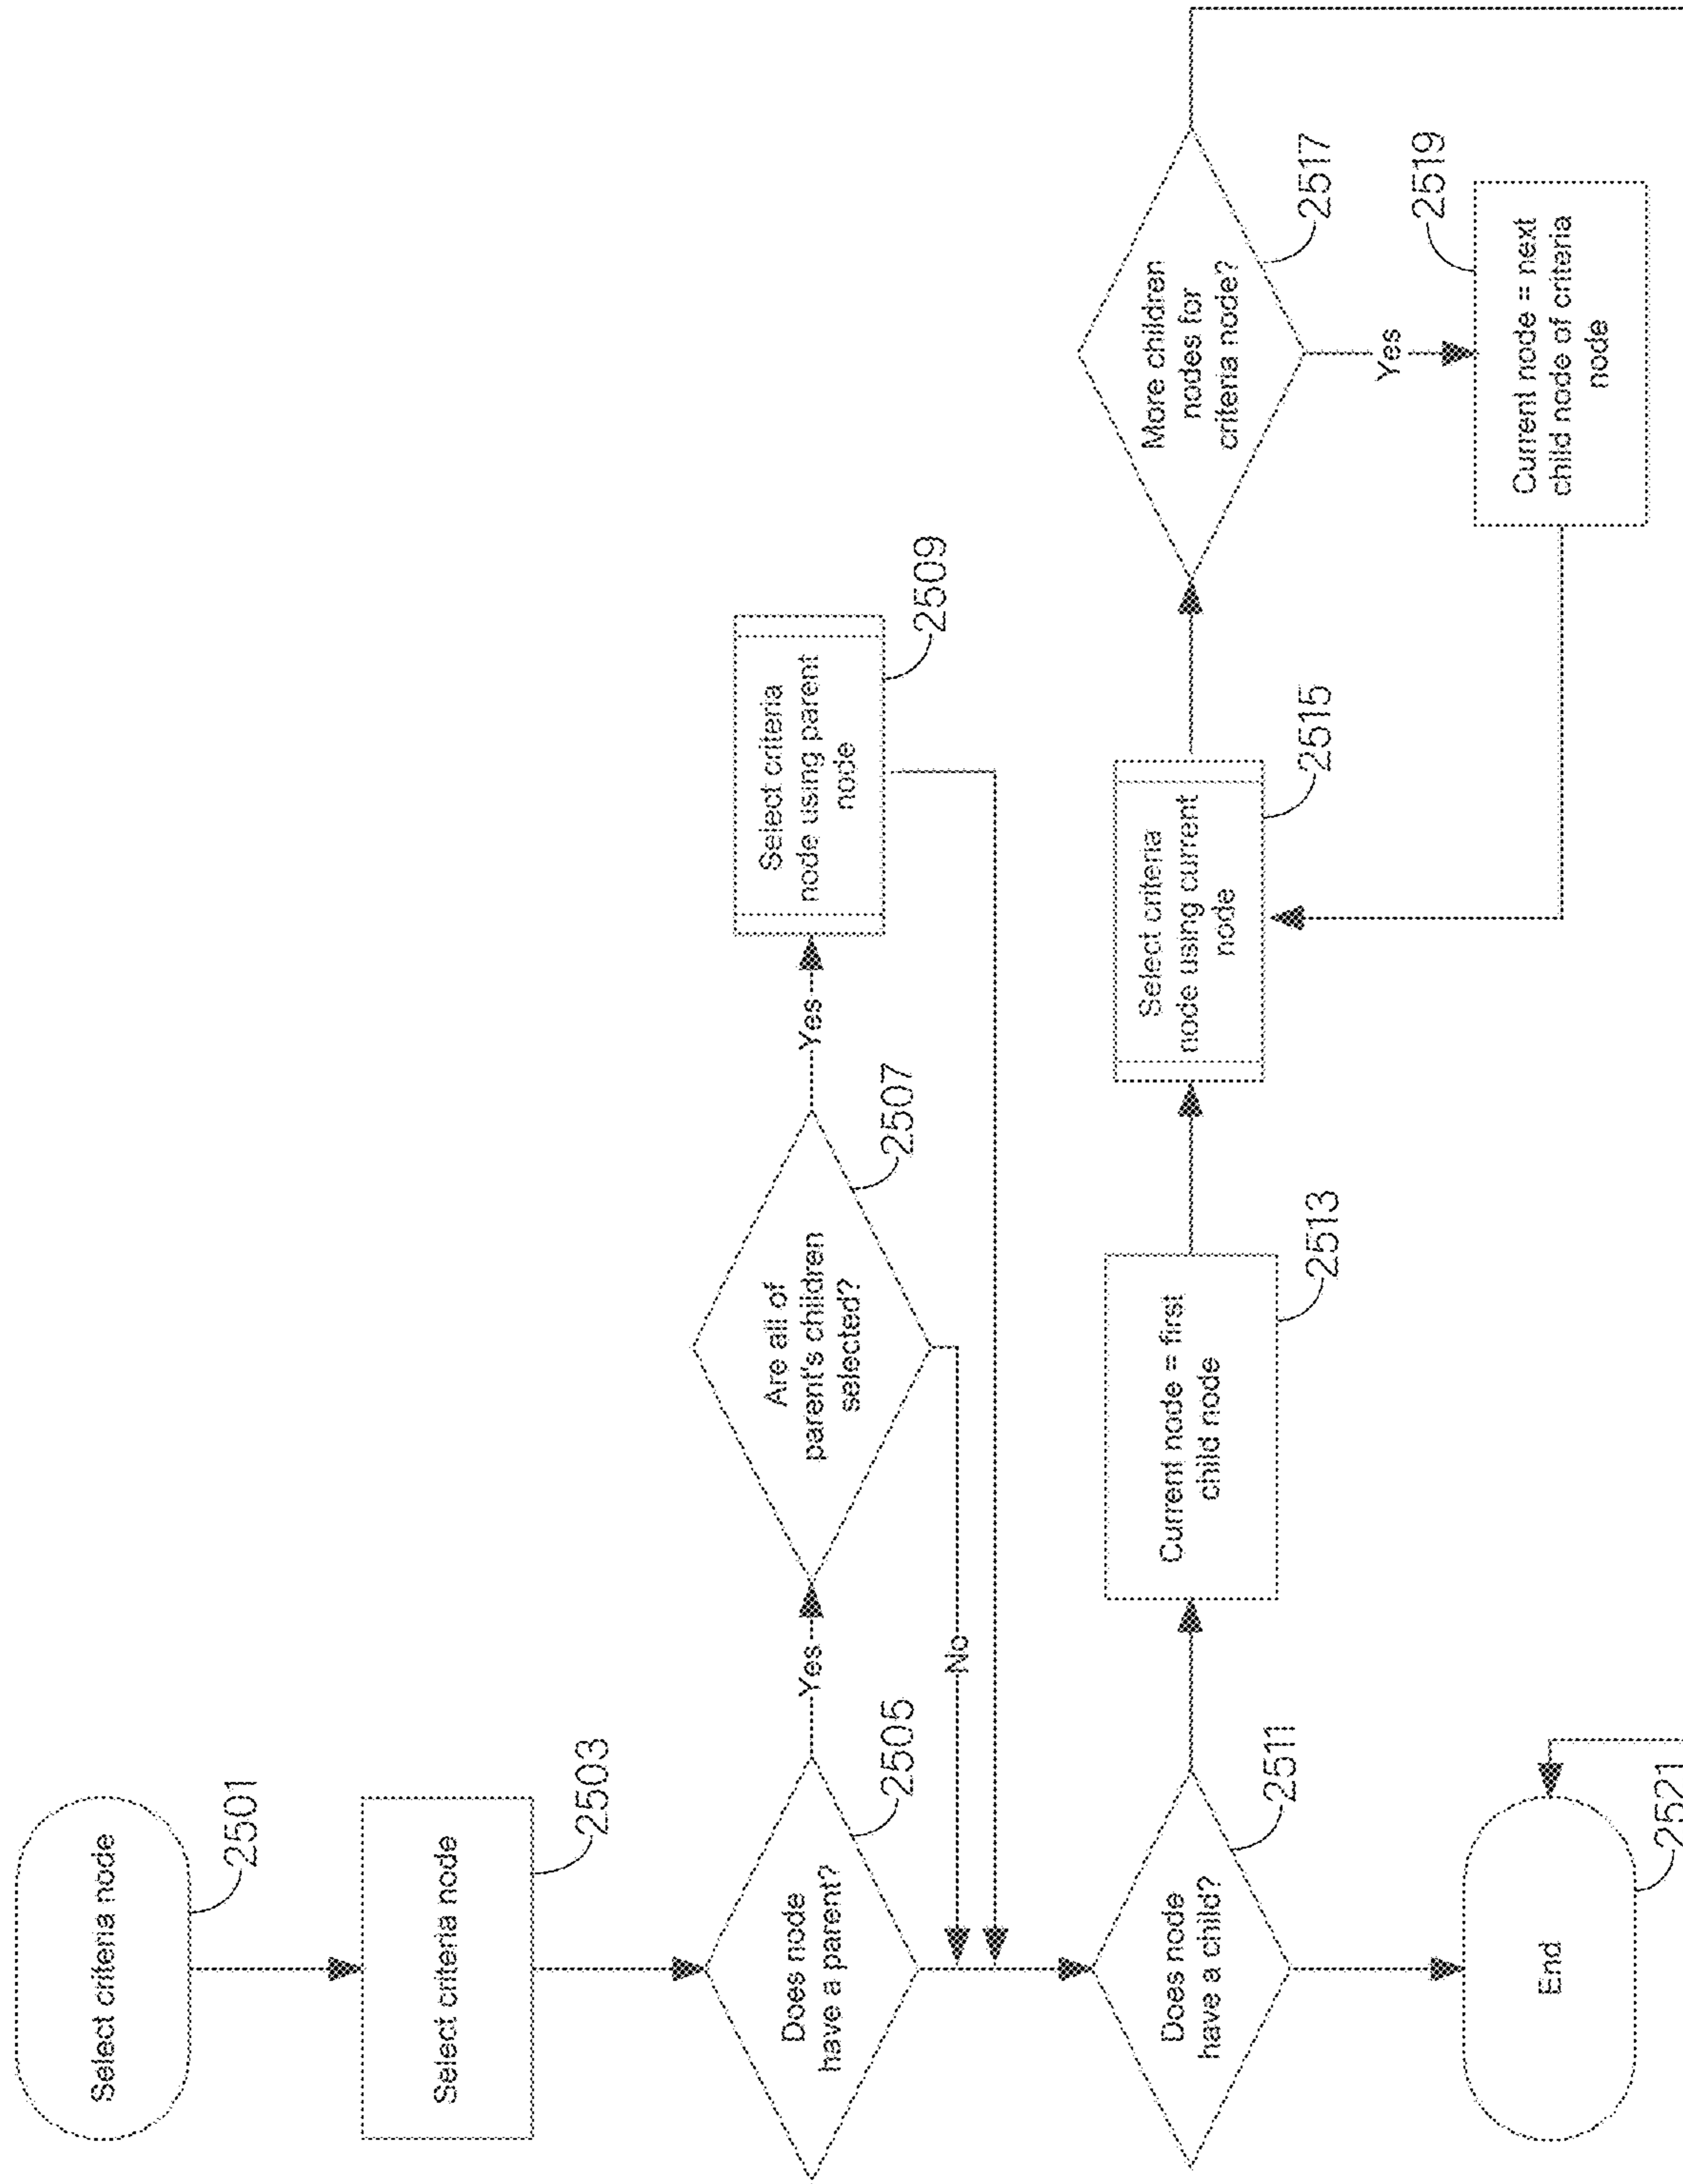 Select criteria node
2501
Select criteria node
2503
Does node
have a parent?
2505
Yes
Are all of
parent's children
selected?
2507
Yes
Select criteria
node using parent
node
2509
No
Does node
have a child?
2511
Current node = first
child node
2513
Select criteria
node using current
node
2515
More children
nodes for
criteria node?
2517
Yes
Current node = next
child node of criteria
node
2519
End
2521